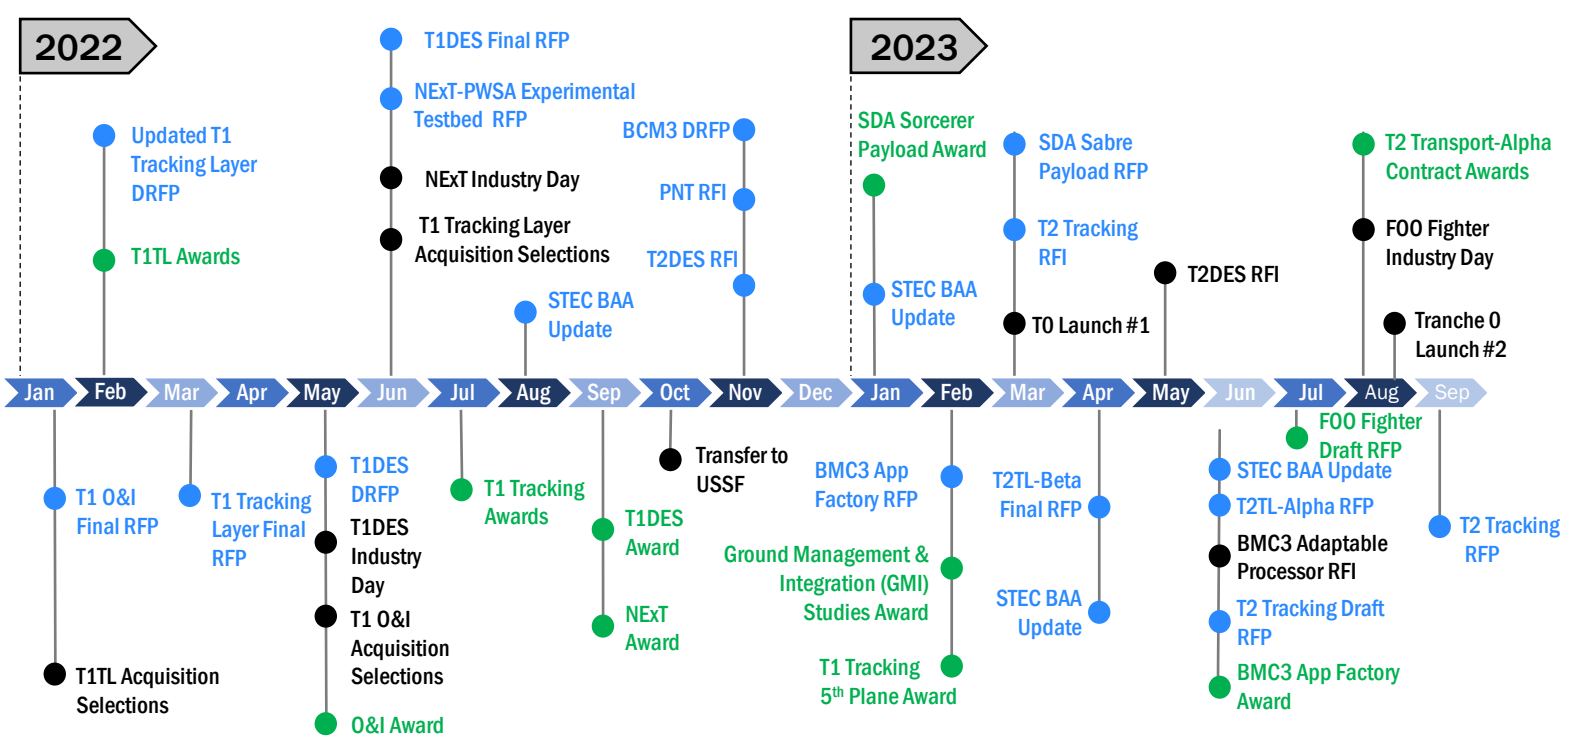 2022
2023
T1DES Final RFP
NExT-PWSA Experimental
Testbed RFP
NExT Industry Day
T1 Tracking Layer
Acquisition Selections
Updated T1
Tracking Layer
DRFP
T1TL Awards
STEC BAA
Update
BCM3 DRFP
PNT RFI
T2DES RFI
SDA Sorcerer
Payload Award
STEC BAA
Update
SDA Sabre
Payload RFP
T2 Tracking
RFI
T0 Launch #1
T2DES RFI
T2 Transport-Alpha
Contract Awards
FOO Fighter
Industry Day
Tranche 0
Launch #2
Jan
Feb
Mar
Apr
May
Jun
Jul
Aug
Sep
Oct
Nov
Dec
Jan
Feb
Mar
Apr
May
Jun
Jul
Aug
Sep
T1 O&I
Final RFP
T1TL Acquisition
Selections
T1 Tracking
Layer Final
RFP
T1DES
DRFP
T1DES
Industry
Day
T1 O&I
Acquisition
Selections
O&I Award
T1 Tracking
Awards
T1DES
Award
NExT
Award
Transfer to
USSF
BMC3 App
Factory RFP
Ground Management &
Integration (GMI)
Studies Award
T1 Tracking
5th Plane Award
T2TL-Beta
Final RFP
STEC BAA
Update
STEC BAA Update
T2TL-Alpha RFP
BMC3 Adaptable
Processor RFI
T2 Tracking Draft
RFP
BMC3 App Factory
Award
FOO Fighter
Draft RFP
T2 Tracking
RFP